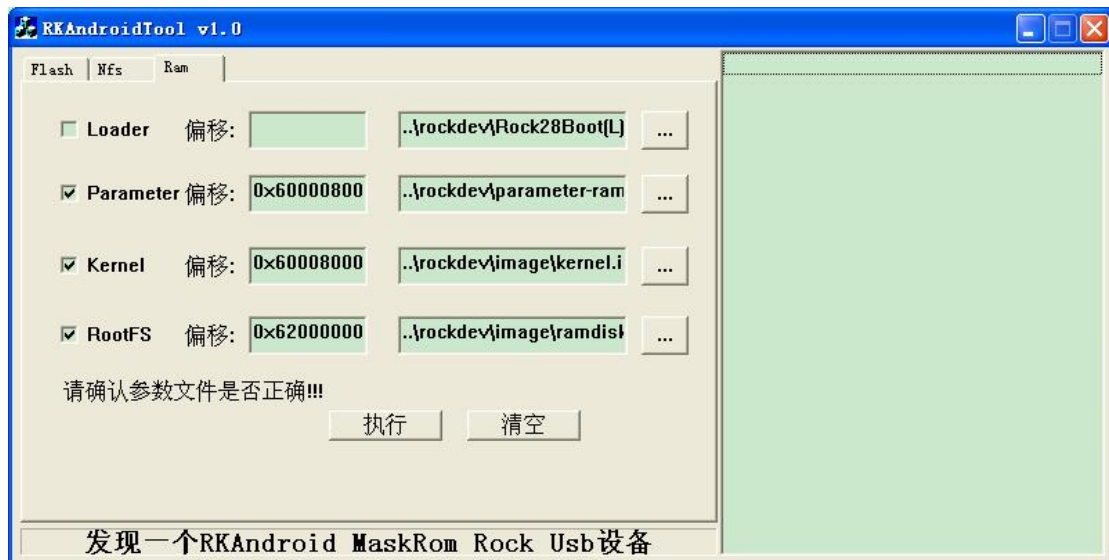 RKAndroidTool v1.0
Flash Nfs Ram
Loader 偏移: ..\rockdev\Rock28Boot(L) ...
Parameter 偏移: 0x60000800 ..\rockdev\parameter-ram ...
Kernel 偏移: 0x60008000 ..\rockdev\image\kernel.i ...
RootFS 偏移: 0x62000000 ..\rockdev\image\ramdisk ...
请确认参数文件是否正确!!!
执行 清空
发现一个RKAndroid MaskRom Rock Usb设备